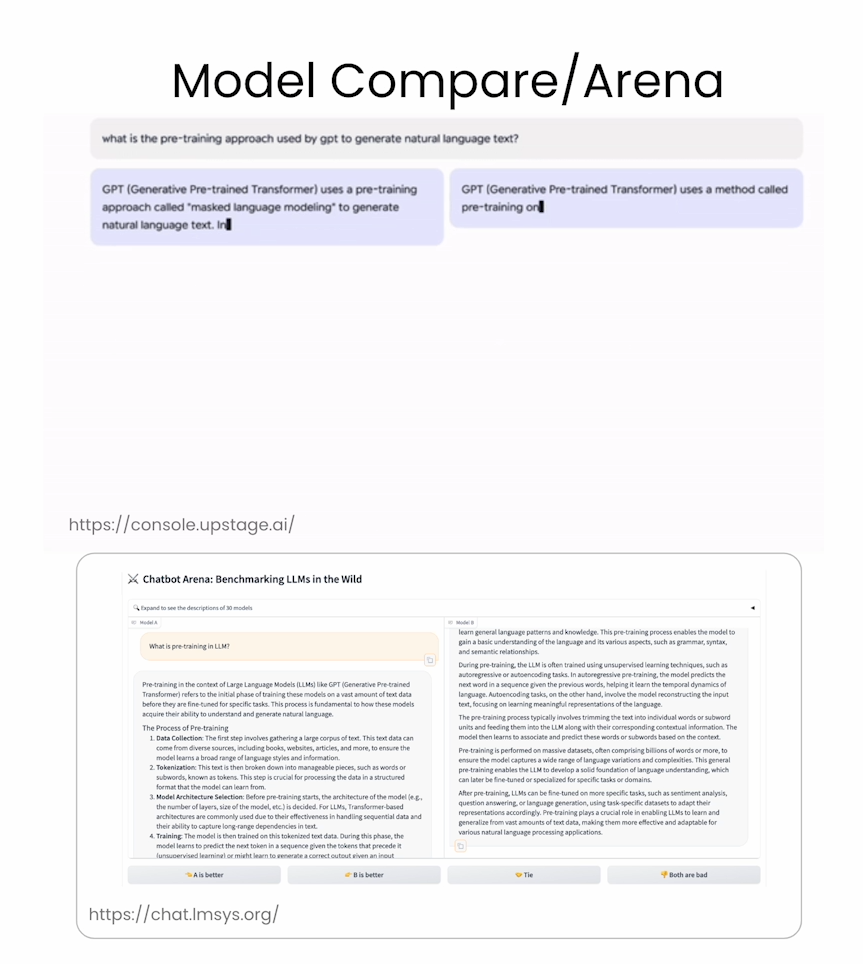 Model Compare/Arena
what is the pre-training approach used by gpt to generate natural language text?
GPT (Generative Pre-trained Transformer) uses a pre-training
approach called "masked language modeling" to generate
natural language text. In
GPT (Generative Pre-trained Transformer) uses a method called
pre-training on
https://console.upstage.ai/
⚔ Chatbot Arena: Benchmarking LLMs in the Wild
🔍 Expand to see the descriptions of 30 models
Model A
What is pre-training in LLM?
Pre-training in the context of Large Language Models (LLMs) like GPT (Generative Pre-trained
Transformer) refers to the initial phase of training these models on a vast amount of text data
before they are fine-tuned for specific tasks. This process is fundamental to how these models
acquire their ability to understand and generate natural language.
The Process of Pre-training
1. Data Collection: The first step involves gathering a large corpus of text. This text data can
come from diverse sources, including books, websites, articles, and more, to ensure the
model learns a broad range of language styles and information.
2. Tokenization: This text is then broken down into manageable pieces, such as words or
subwords, known as tokens. This step is crucial for processing the data in a structured
format that the model can learn from.
3. Model Architecture Selection: Before pre-training starts, the architecture of the model (e.g.,
the number of layers, size of the model, etc.) is decided. For LLMs, Transformer-based
architectures are commonly used due to their effectiveness in handling sequential data and
their ability to capture long-range dependencies in text.
4. Training: The model is then trained on this tokenized text data. During this phase, the
model learns to predict the next token in a sequence given the tokens that precede it
(unsupervised learning) or might learn to generate a correct output given an input
Model B
learn general language patterns and knowledge. This pre-training process enables the model to
gain a basic understanding of the language and its various aspects, such as grammar, syntax,
and semantic relationships.
During pre-training, the LLM is often trained using unsupervised learning techniques, such as
autoregressive or autoencoding tasks. In autoregressive pre-training, the model predicts the
next word in a sequence given the previous words, helping it learn the temporal dynamics of
language. Autoencoding tasks, on the other hand, involve the model reconstructing the input
text, focusing on learning meaningful representations of the language.
The pre-training process typically involves trimming the text into individual words or subword
units and feeding them into the LLM along with their corresponding contextual information. The
model then learns to associate and predict these words or subwords based on the context.
Pre-training is performed on massive datasets, often comprising billions of words or more, to
ensure the model captures a wide range of language variations and complexities. This general
pre-training enables the LLM to develop a solid foundation of language understanding, which
can later be fine-tuned or specialized for specific tasks or domains.
After pre-training, LLMs can be fine-tuned on more specific tasks, such as sentiment analysis,
question answering, or language generation, using task-specific datasets to adapt their
representations accordingly. Pre-training plays a crucial role in enabling LLMs to learn and
generalize from vast amounts of text data, making them more effective and adaptable for
various natural language processing applications.
👈 A is better
👉 B is better
🤝 Tie
👎 Both are bad
https://chat.lmsys.org/